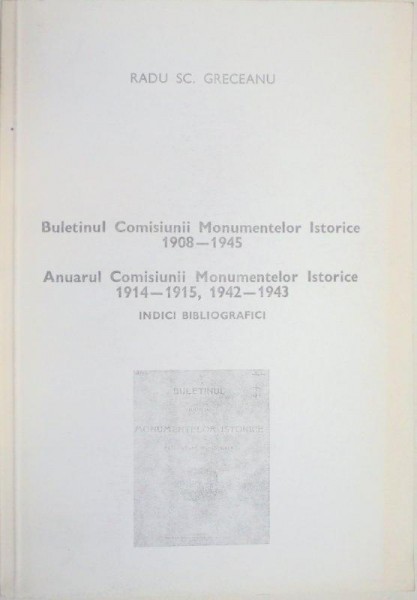 RADU SC. GRECEANU
Buletinul Comisiunii Monumentelor Istorice
1908—1945
Anuarul Comisiunii Monumentelor Istorice
1914—1915, 1942—1943
INDICI BIBLIOGRAFICI
BULETINUL
MONUMENTELOR ISTORICE